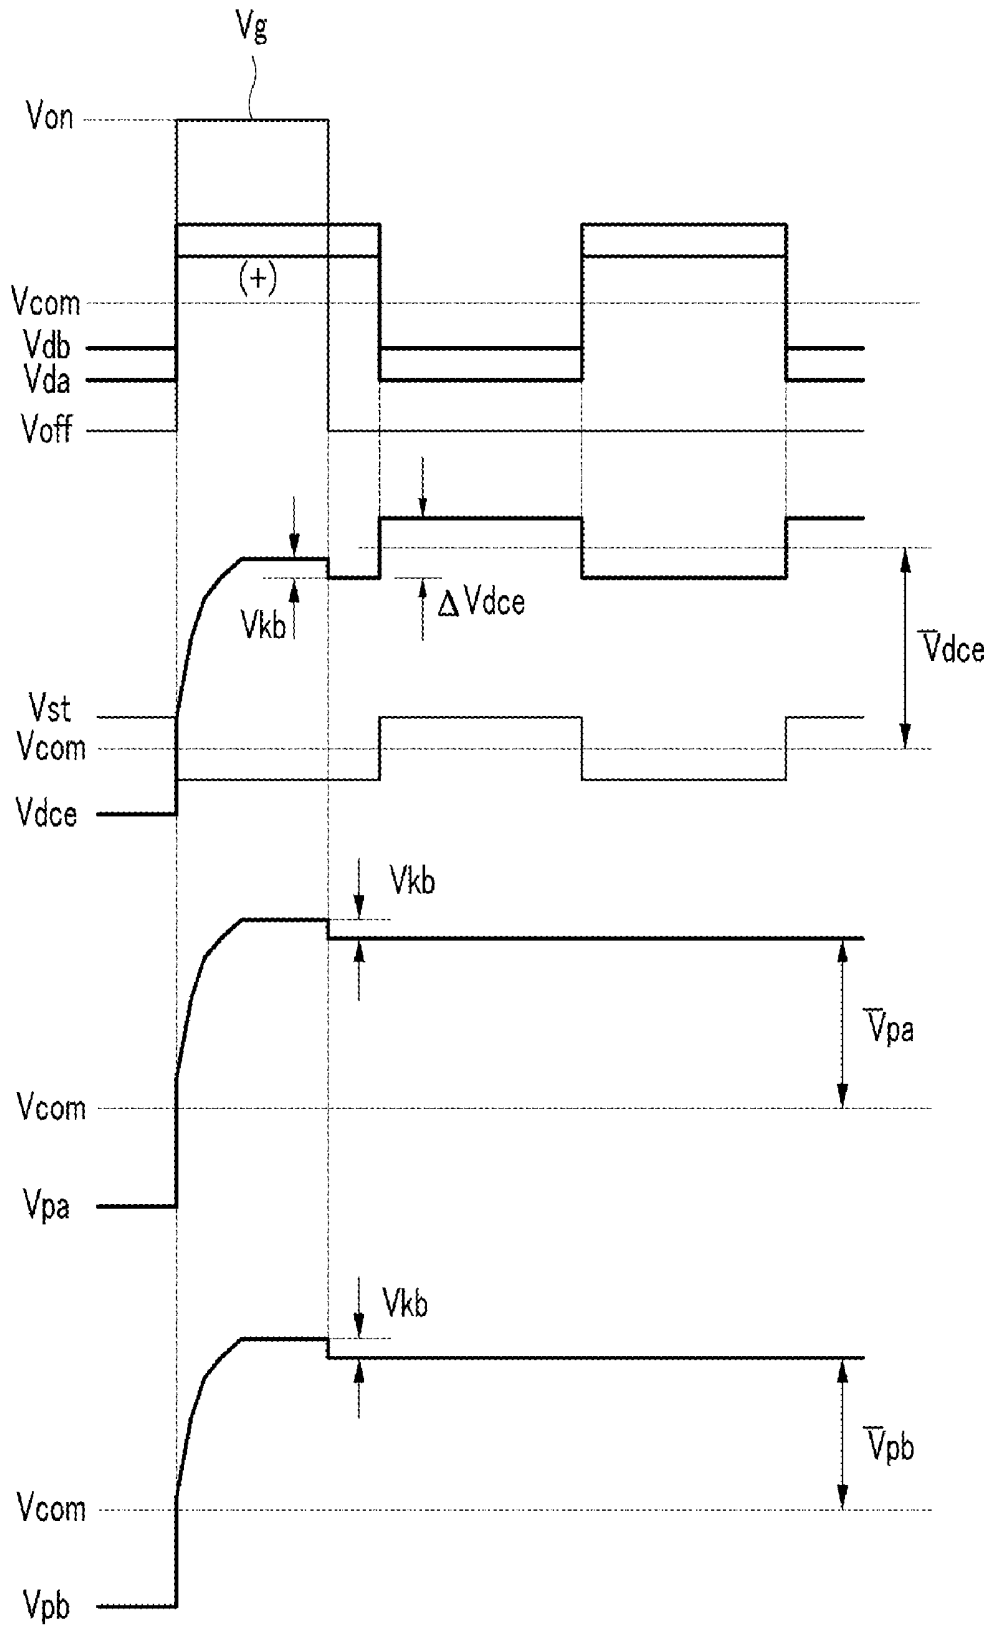 Vg
Von
(+)
Vcom
Vdb
Vda
Voff
Vkb
Δ Vdce
V̅dce
Vst
Vcom
Vdce
Vkb
V̅pa
Vcom
Vpa
Vkb
V̅pb
Vcom
Vpb